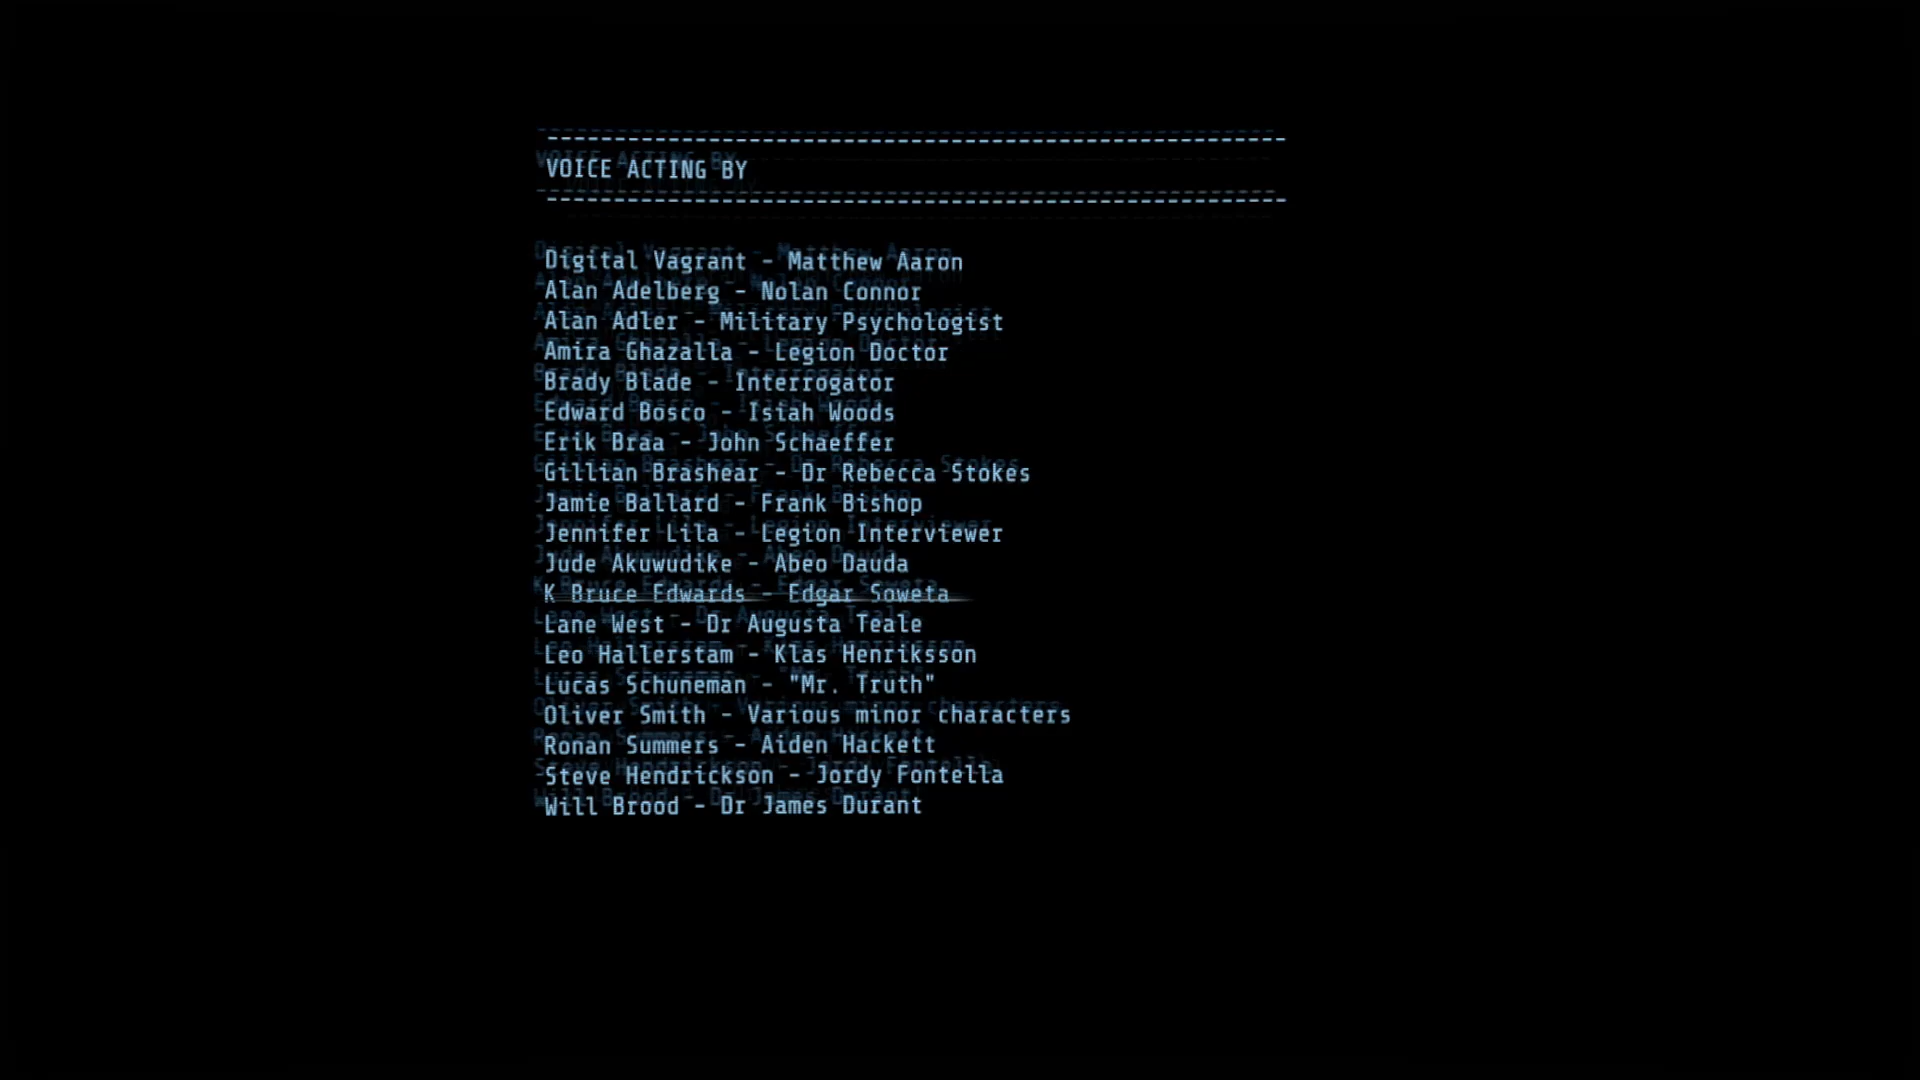 -------------------------------------------------------
VOICE ACTING BY
-------------------------------------------------------
Digital Vagrant - Matthew Aaron
Alan Adelberg - Nolan Connor
Alan Adler - Military Psychologist
Amira Ghazalla - Legion Doctor
Brady Blade - Interrogator
Edward Bosco - Isiah Woods
Erik Braa - John Schaeffer
Gillian Brashear - Dr Rebecca Stokes
Jamie Ballard - Frank Bishop
Jennifer Lila - Legion Interviewer
Jude Akuwudike - Abeo Dauda
K Bruce Edwards - Edgar Soweta
Lane West - Dr Augusta Teale
Leo Hallerstam - Klas Henriksson
Lucas Schuneman - "Mr. Truth"
Oliver Smith - Various minor characters
Ronan Summers - Aiden Hackett
Steve Hendrickson - Jordy Fontella
Will Brood - Dr James Durant